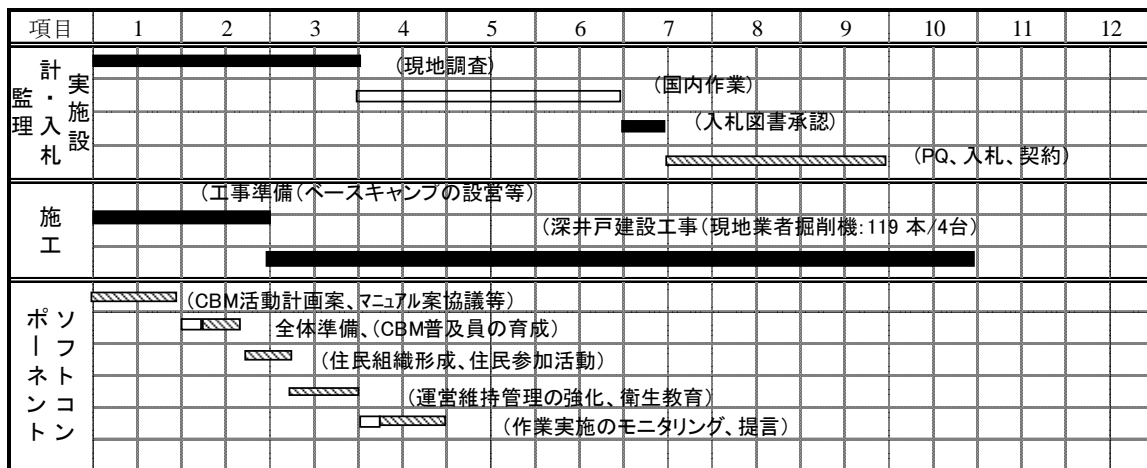 項目 1 2 3 4 5 6 7 8 9 10 11 12
実施設
計・入札
監理
(現地調査)
(国内作業)
(入札図書承認)
(PQ、入札、契約)
施工
(工事準備(ベースキャンプの設営等)
(深井戸建設工事(現地業者掘削機:119 本/4台)
ソフトコン
ポーネント
(CBM活動計画案、マニュアル案協議等)
全体準備、(CBM普及員の育成)
(住民組織形成、住民参加活動)
(運営維持管理の強化、衛生教育)
(作業実施のモニタリング、提言)